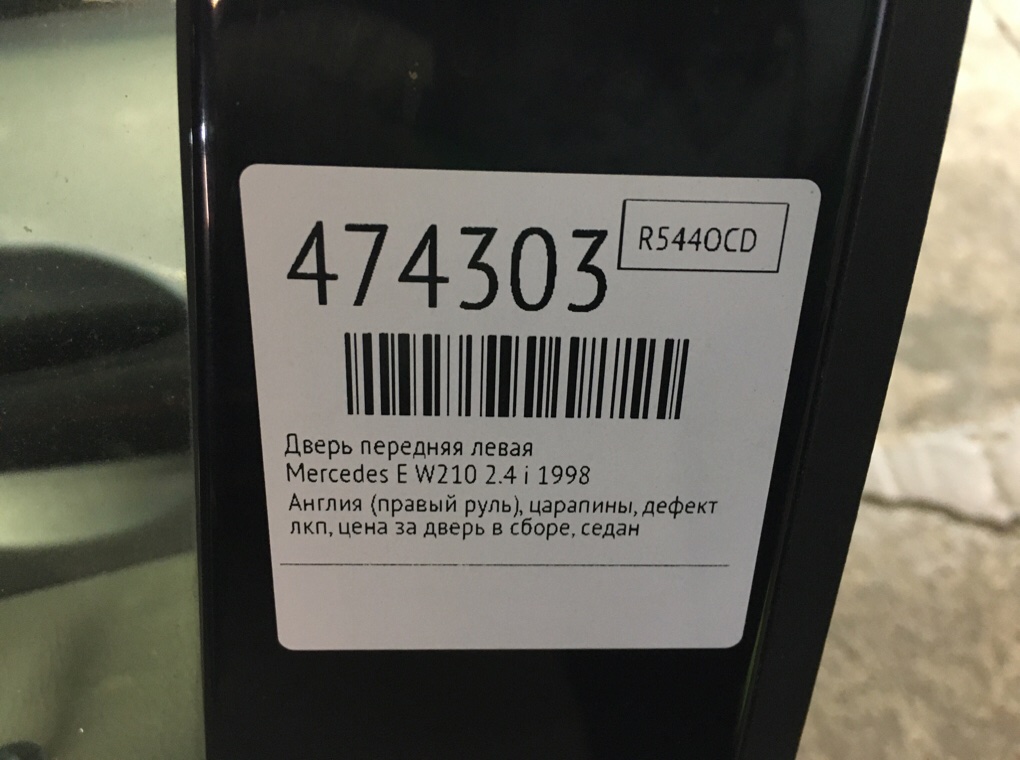 474303
R544OCD
Дверь передняя левая
Mercedes E W210 2.4 i 1998
Англия (правый руль), царапины, дефект
лкп, цена за дверь в сборе, седан